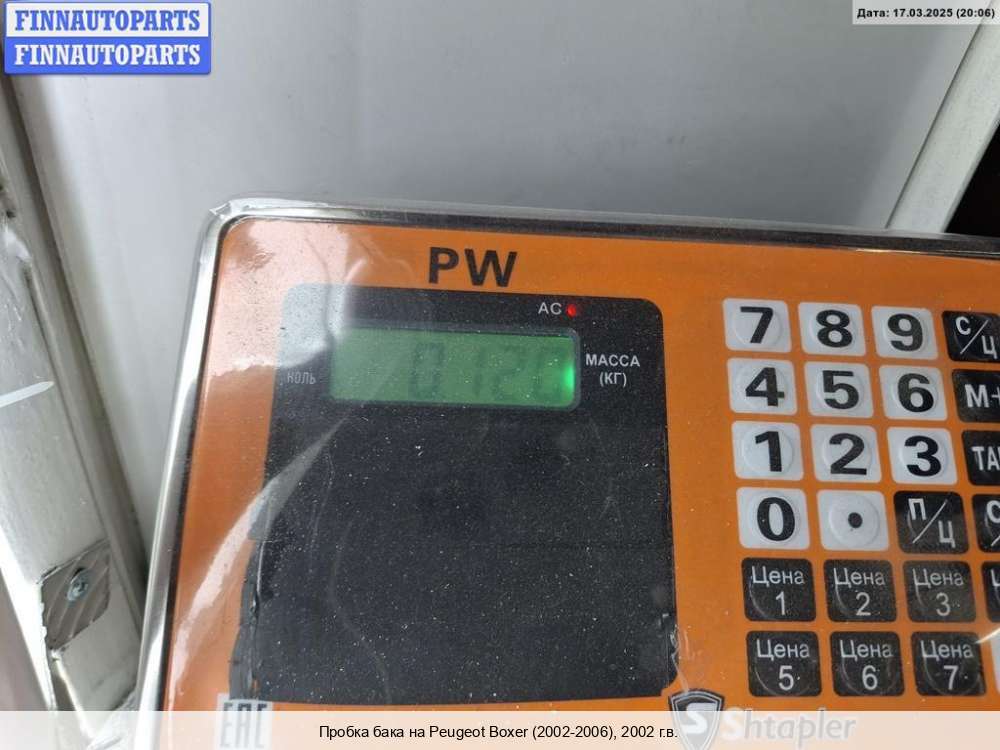 FINNAUTOPARTS
FINNAUTOPARTS
Дата: 17.03.2025 (20:06)
PW
AC
НОЛЬ
0.120
МАССА
(КГ)
7 8 9 С/Ц
4 5 6 М+
1 2 3
0 . П/Ц
Цена 1 Цена 2 Цена 3
Цена 5 Цена 6 Цена 7
EAC
Shtapler
Пробка бака на Peugeot Boxer (2002-2006), 2002 г.в.